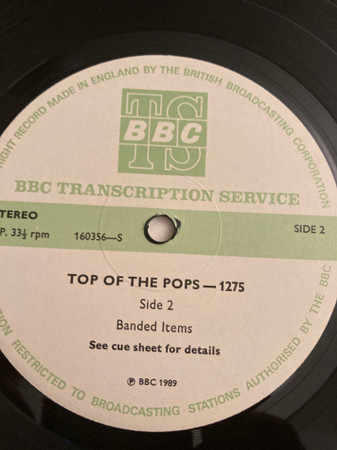 RIGHT RECORD MADE IN ENGLAND BY THE BRITISH BROADCASTING CORPORATION
TS
BBC
BBC TRANSCRIPTION SERVICE
TEREO
P. 33⅓ rpm
160356—S
SIDE 2
TOP OF THE POPS — 1275
Side 2
Banded Items
See cue sheet for details
℗ BBC 1989
TION RESTRICTED TO BROADCASTING STATIONS AUTHORISED BY THE BBC